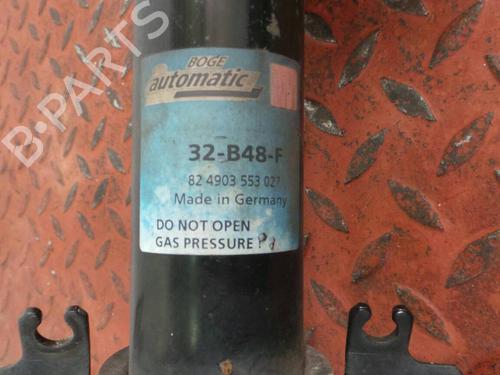 B-PARTS
BOGE
automatic
32-B48-F
82 4903 553 027
Made in Germany
DO NOT OPEN
GAS PRESSURE!